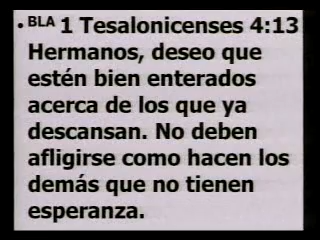 • BLA 1 Tesalonicenses 4:13
Hermanos, deseo que
estén bien enterados
acerca de los que ya
descansan. No deben
afligirse como hacen los
demás que no tienen
esperanza.